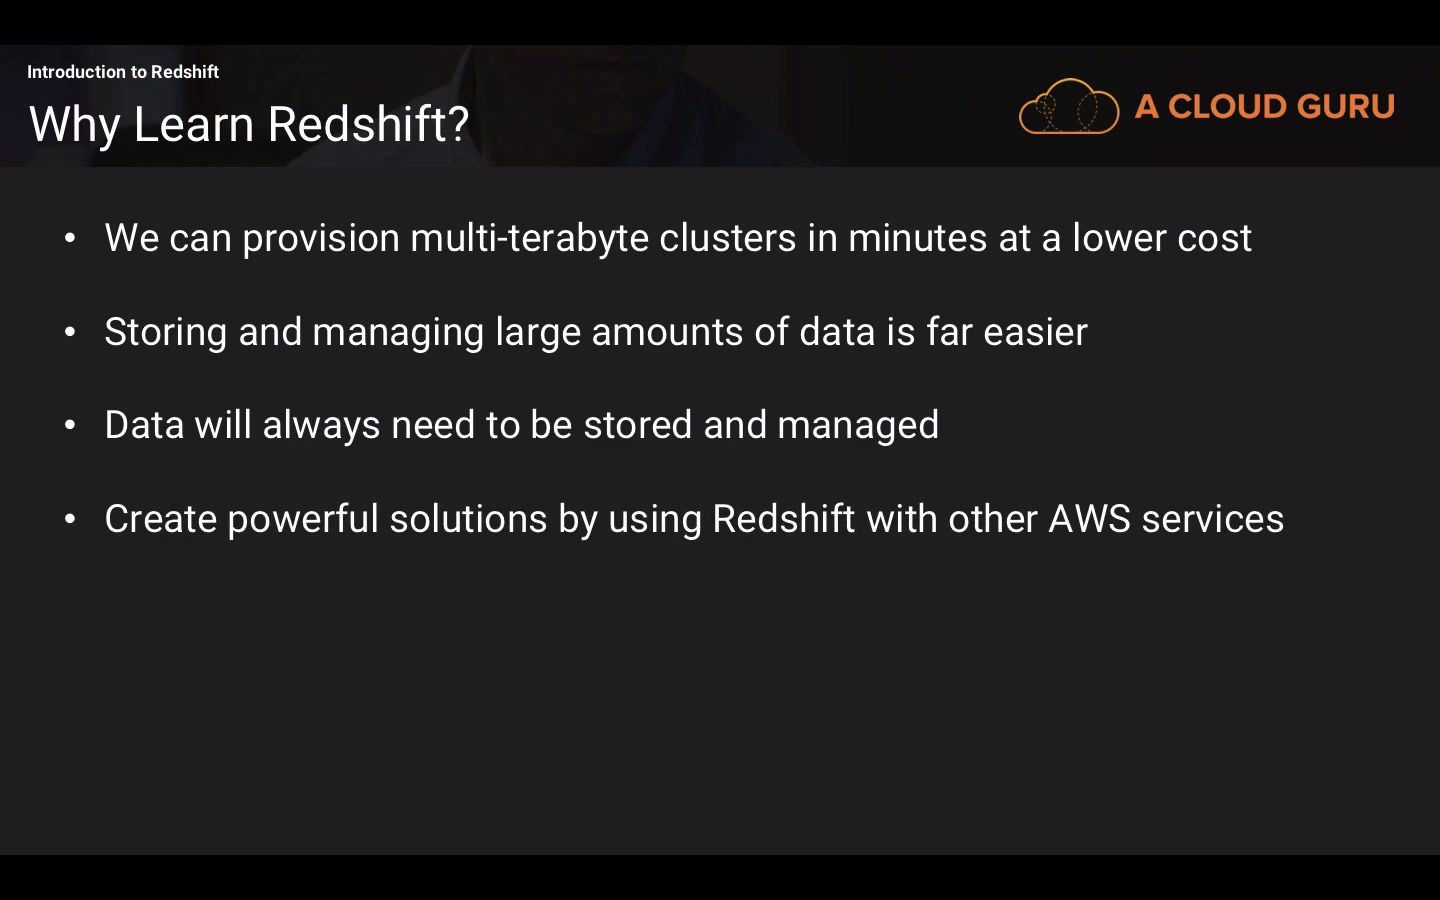 Introduction to Redshift
Why Learn Redshift?
A CLOUD GURU
• We can provision multi-terabyte clusters in minutes at a lower cost
• Storing and managing large amounts of data is far easier
• Data will always need to be stored and managed
• Create powerful solutions by using Redshift with other AWS services